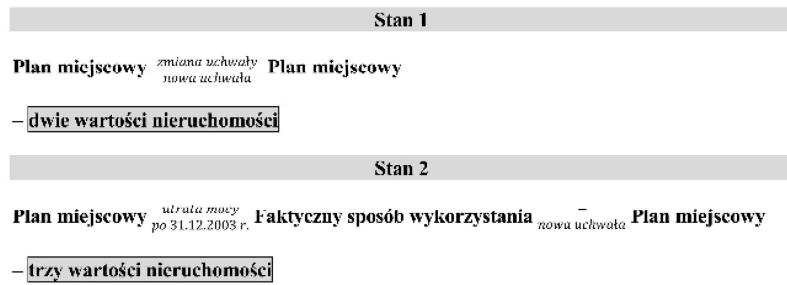 Stan 1
Plan miejscowy zmiana uchwały nowa uchwała Plan miejscowy
– dwie wartości nieruchomości
Stan 2
Plan miejscowy utrata mocy po 31.12.2003 r. Faktyczny sposób wykorzystania – nowa uchwała Plan miejscowy
– trzy wartości nieruchomości